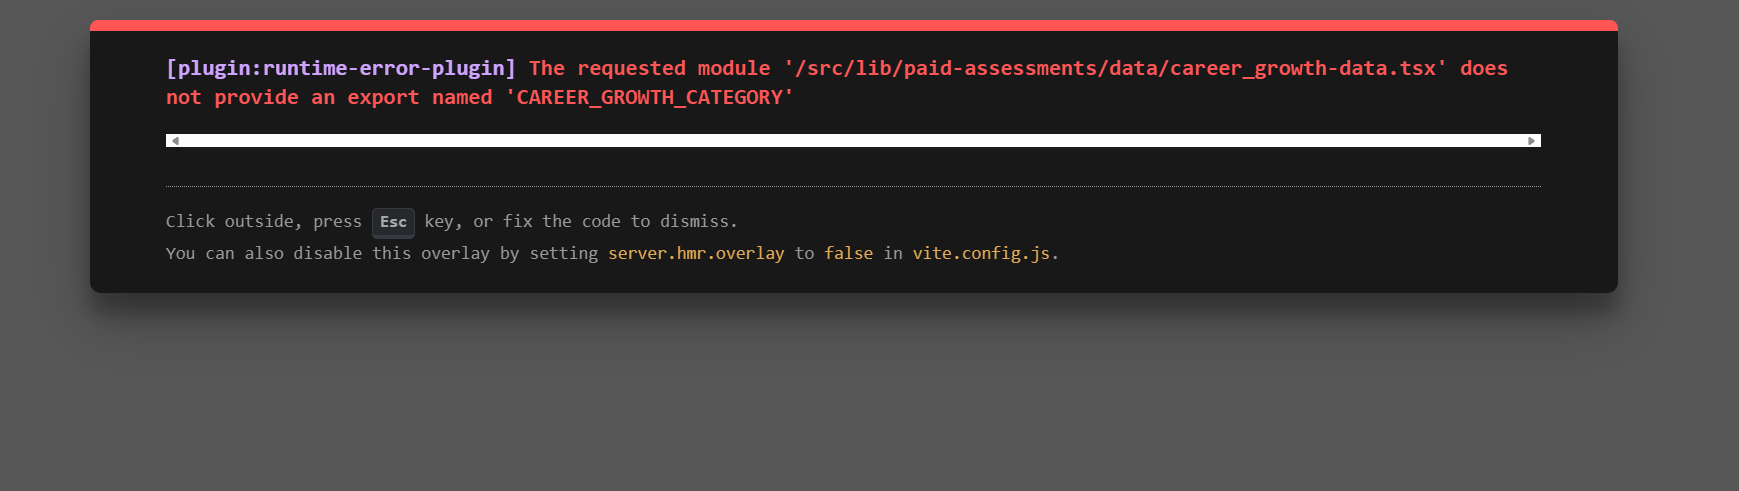 [plugin:runtime-error-plugin] The requested module '/src/lib/paid-assessments/data/career_growth-data.tsx' does
not provide an export named 'CAREER_GROWTH_CATEGORY'
Click outside, press Esc key, or fix the code to dismiss.
You can also disable this overlay by setting server.hmr.overlay to false in vite.config.js.